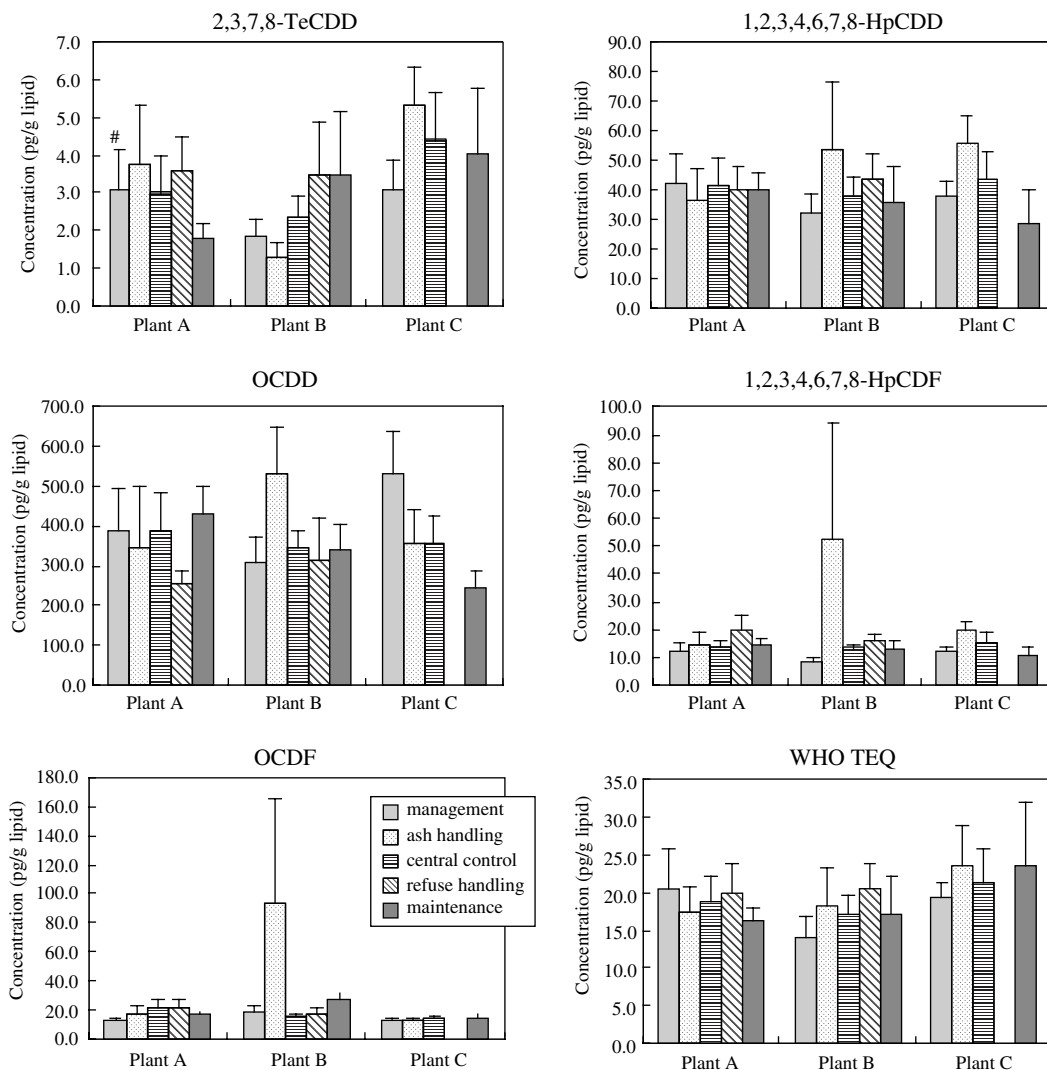 2,3,7,8-TeCDD
Concentration (pg/g lipid)
7.0
6.0
5.0
4.0
3.0
2.0
1.0
0.0
#
Plant A
Plant B
Plant C
1,2,3,4,6,7,8-HpCDD
Concentration (pg/g lipid)
90.0
80.0
70.0
60.0
50.0
40.0
30.0
20.0
10.0
0.0
Plant A
Plant B
Plant C
OCDD
Concentration (pg/g lipid)
700.0
600.0
500.0
400.0
300.0
200.0
100.0
0.0
Plant A
Plant B
Plant C
1,2,3,4,6,7,8-HpCDF
Concentration (pg/g lipid)
100.0
90.0
80.0
70.0
60.0
50.0
40.0
30.0
20.0
10.0
0.0
Plant A
Plant B
Plant C
OCDF
Concentration (pg/g lipid)
180.0
160.0
140.0
120.0
100.0
80.0
60.0
40.0
20.0
0.0
management
ash handling
central control
refuse handling
maintenance
Plant A
Plant B
Plant C
WHO TEQ
Concentration (pg/g lipid)
35.0
30.0
25.0
20.0
15.0
10.0
5.0
0.0
Plant A
Plant B
Plant C